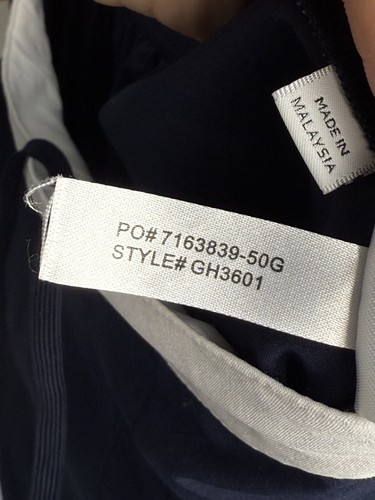 MADE IN
MALAYSIA
PO# 7163839-50G
STYLE# GH3601